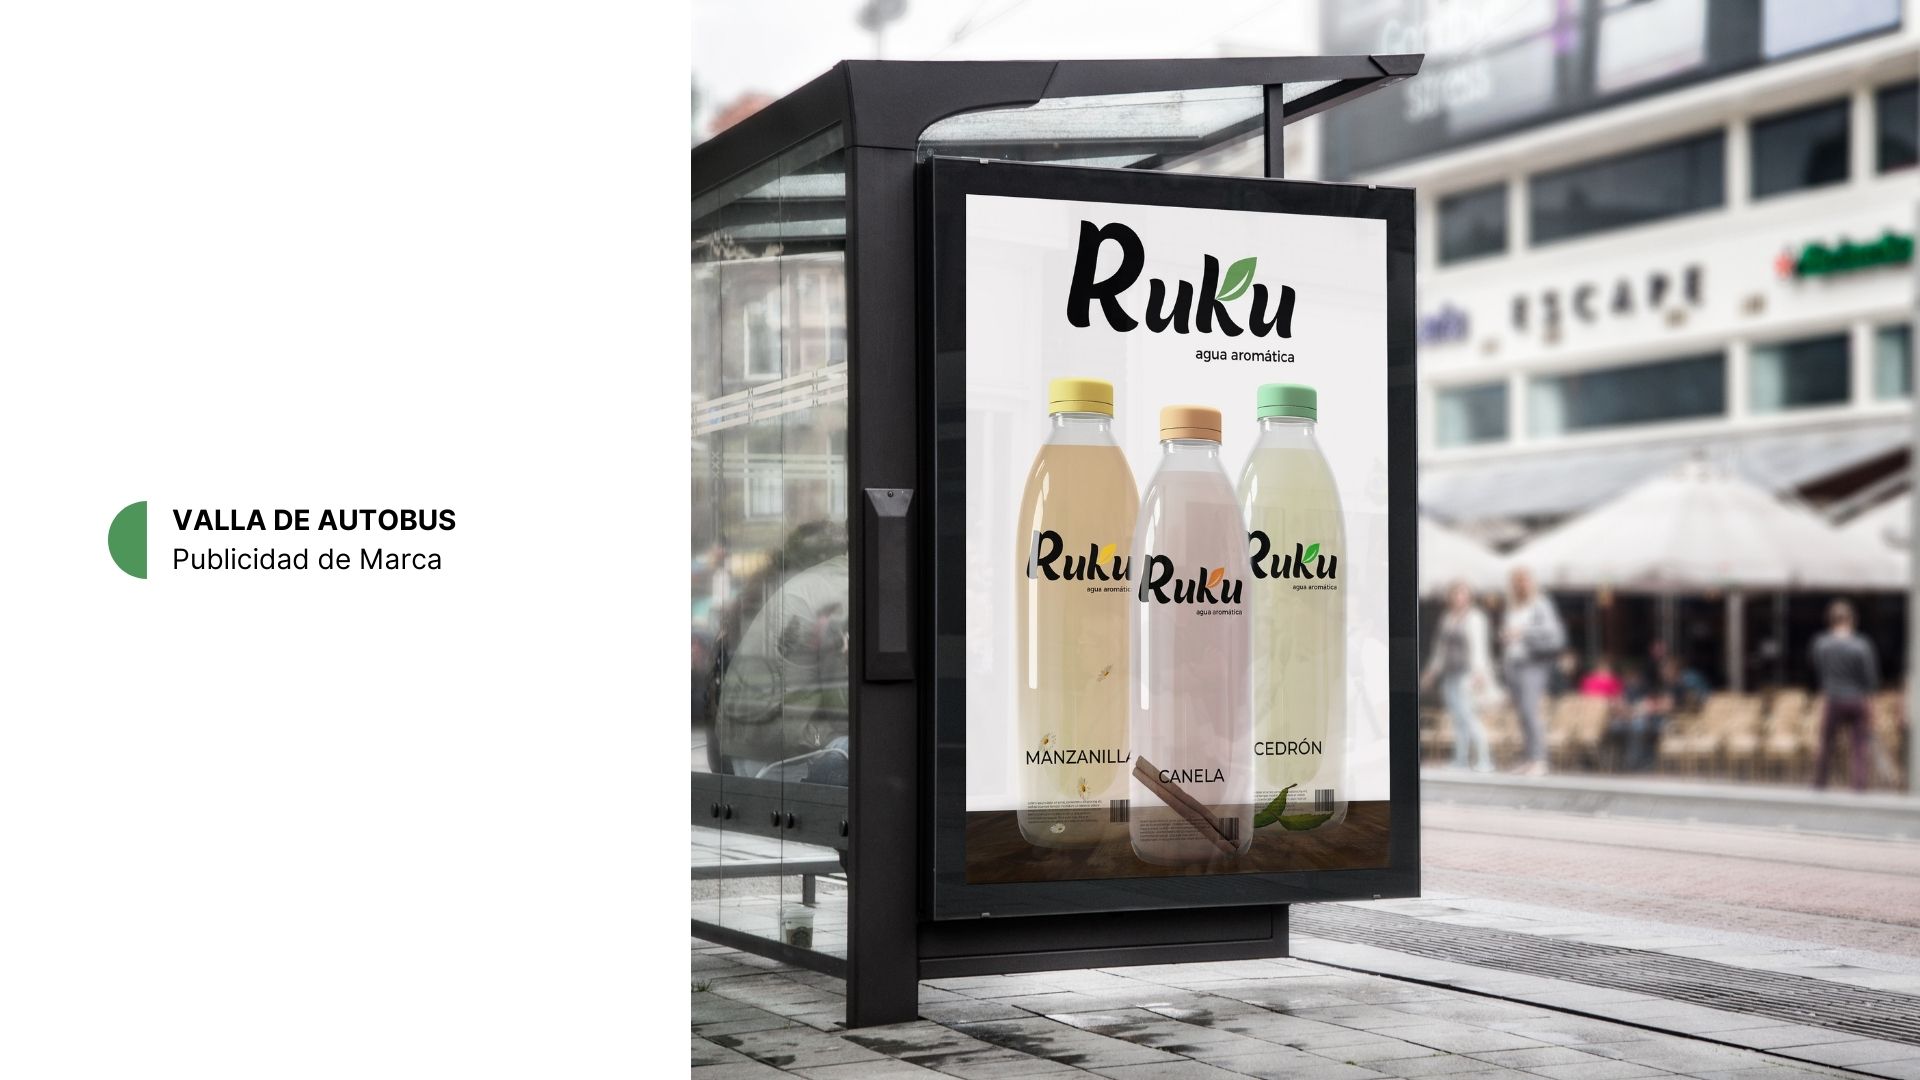 VALLA DE AUTOBUS
Publicidad de Marca
Ruku
agua aromática
Ruku
agua aromática
MANZANILLA
Ruku
agua aromática
CANELA
Ruku
agua aromática
CEDRÓN
ESCAPE